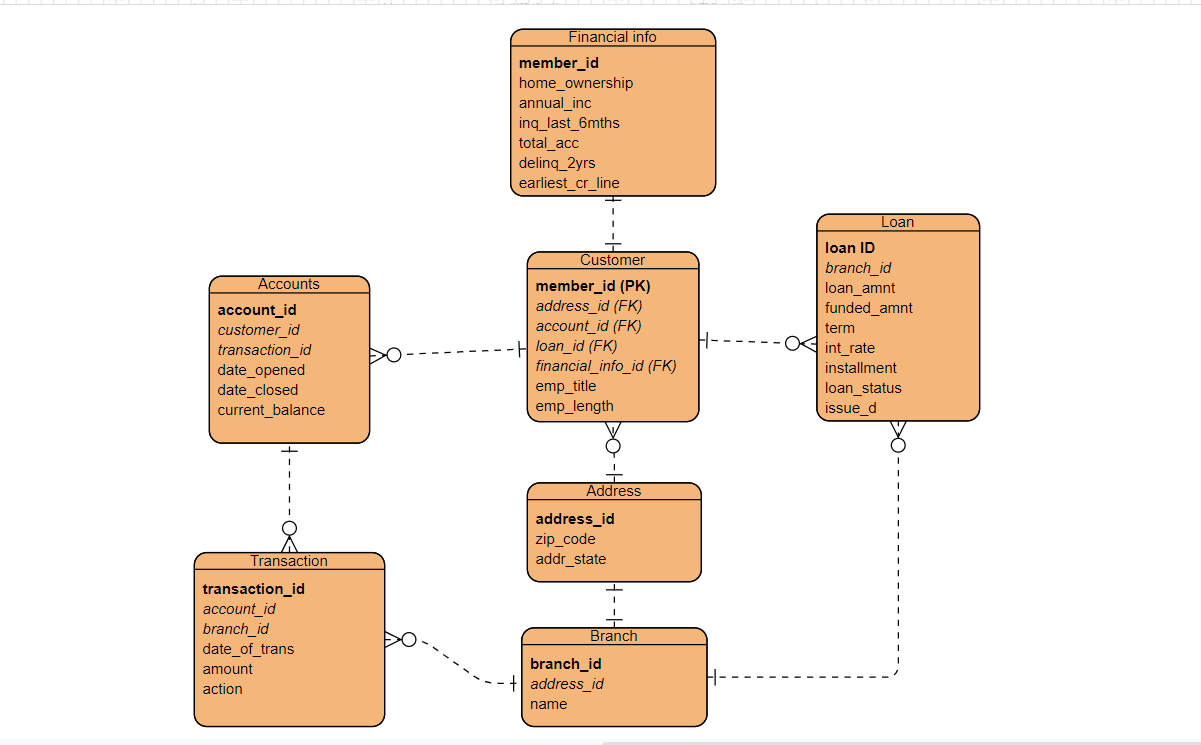 Financial info
member_id
home_ownership
annual_inc
inq_last_6mths
total_acc
delinq_2yrs
earliest_cr_line
Loan
loan ID
branch_id
loan_amnt
funded_amnt
term
int_rate
installment
loan_status
issue_d
Customer
member_id (PK)
address_id (FK)
account_id (FK)
loan_id (FK)
financial_info_id (FK)
emp_title
emp_length
Accounts
account_id
customer_id
transaction_id
date_opened
date_closed
current_balance
Address
address_id
zip_code
addr_state
Transaction
transaction_id
account_id
branch_id
date_of_trans
amount
action
Branch
branch_id
address_id
name